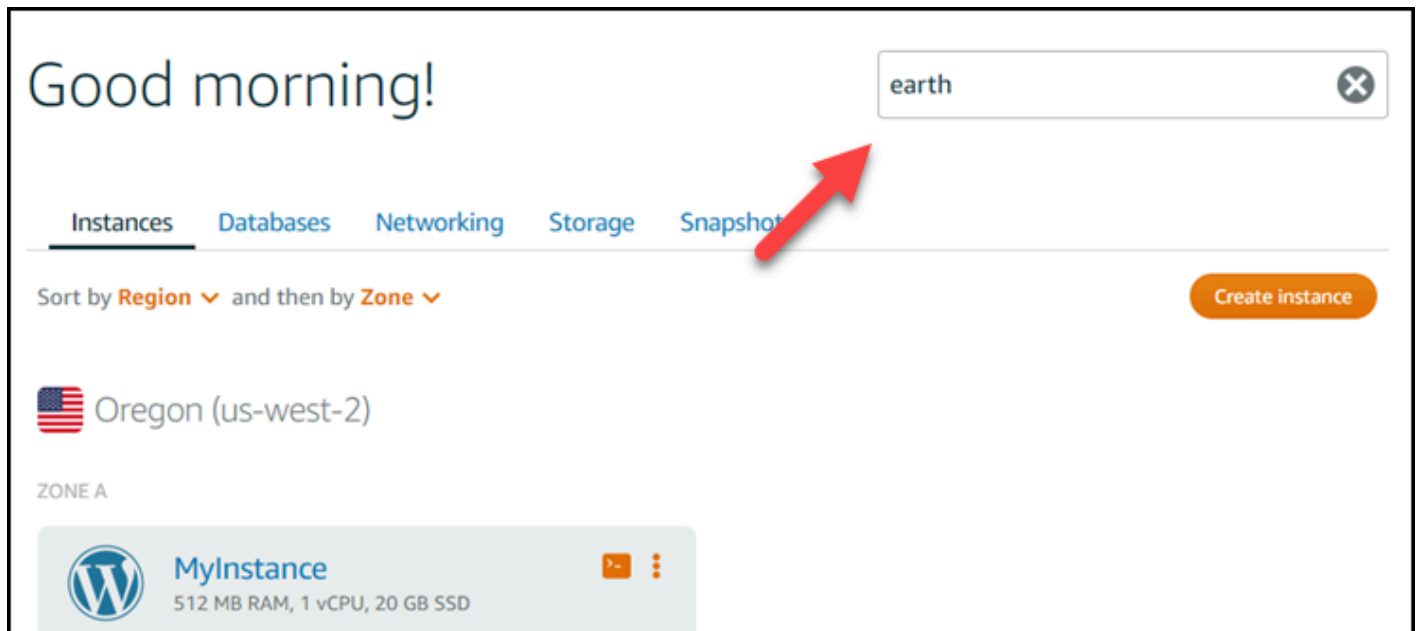 Good morning!
earth
Instances Databases Networking Storage Snapshot
Sort by Region and then by Zone
Create instance
Oregon (us-west-2)
ZONE A
MyInstance
512 MB RAM, 1 vCPU, 20 GB SSD